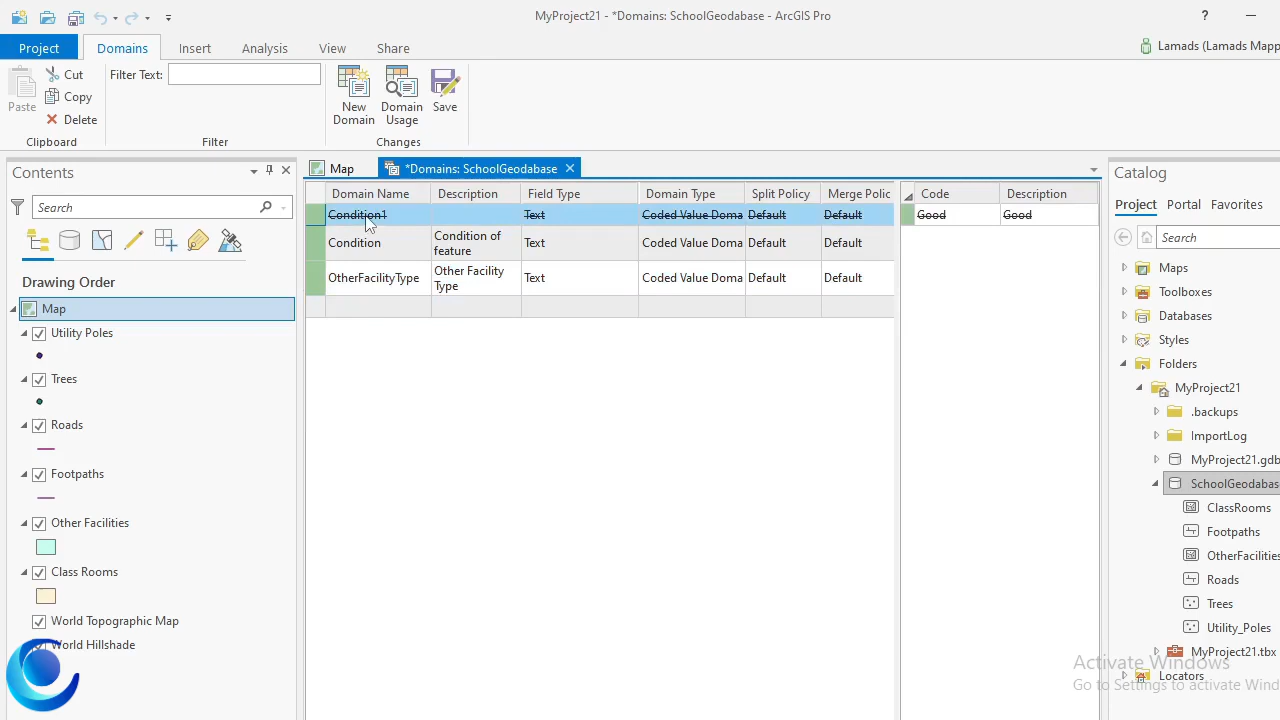 MyProject21 - *Domains: SchoolGeodabase - ArcGIS Pro
?
Project
Domains
Insert
Analysis
View
Share
Lamads (Lamads Mapp
Paste
Cut
Copy
Delete
Clipboard
Filter Text:
Filter
New Domain
Domain Usage
Save
Changes
Contents
Search
Drawing Order
Map
Utility Poles
Trees
Roads
Footpaths
Other Facilities
Class Rooms
World Topographic Map
World Hillshade
Map
*Domains: SchoolGeodabase
Domain Name Description Field Type Domain Type Split Policy Merge Polic
Condition1 Text Coded Value Doma Default Default
Condition Condition of feature Text Coded Value Doma Default Default
OtherFacilityType Other Facility Type Text Coded Value Doma Default Default
Code Description
Good Good
Catalog
Project Portal Favorites
Search
Maps
Toolboxes
Databases
Styles
Folders
MyProject21
.backups
ImportLog
MyProject21.gdb
SchoolGeodabas
ClassRooms
Footpaths
OtherFacilities
Roads
Trees
Utility_Poles
MyProject21.tbx
Locators
Activate Windows
Go to Settings to activate Wind